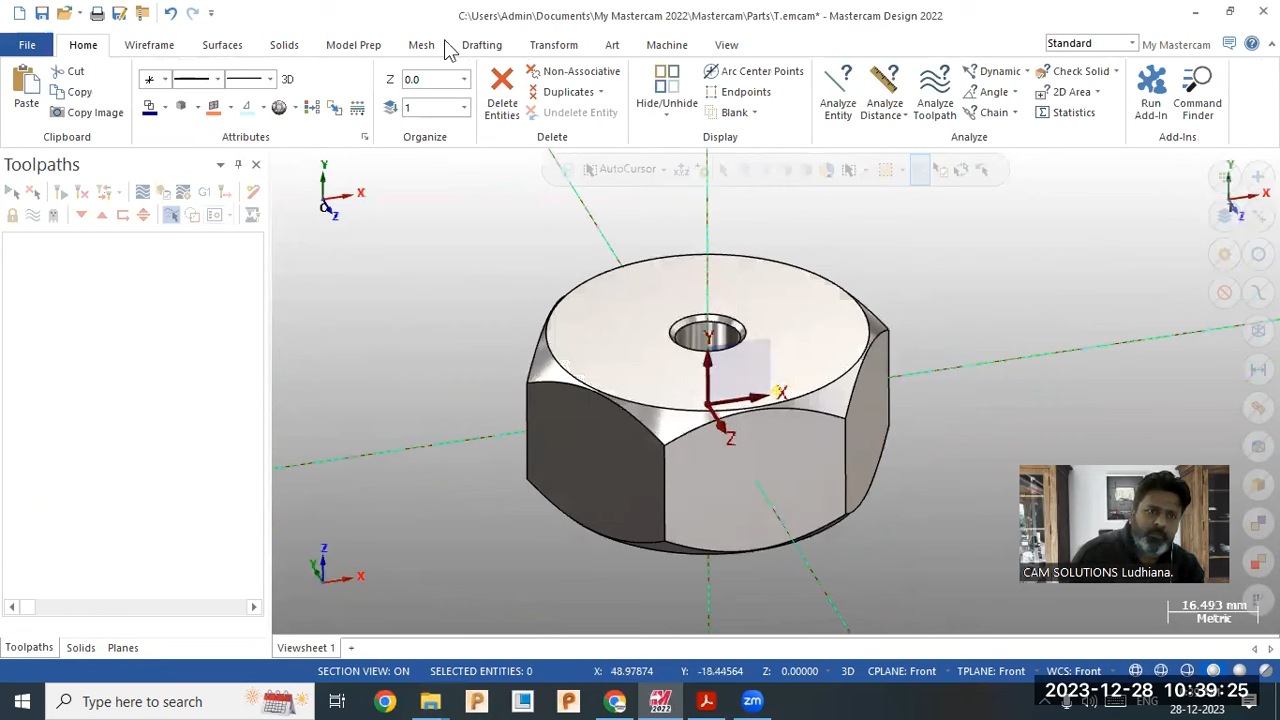 C:\Users\Admin\Documents\My Mastercam 2022\Mastercam\Parts\T.emcam* - Mastercam Design 2022
File Home Wireframe Surfaces Solids Model Prep Mesh Drafting Transform Art Machine View Standard My Mastercam
Paste
Cut
Copy
Copy Image
Clipboard
3D
Attributes
Z 0.0
1
Organize
Delete Entities
Non-Associative
Duplicates
Undelete Entity
Delete
Hide/Unhide
Arc Center Points
Endpoints
Blank
Display
Analyze Entity
Analyze Distance
Analyze Toolpath
Dynamic
Angle
Chain
Check Solid
2D Area
Statistics
Analyze
Run Add-In
Command Finder
Add-Ins
Toolpaths
G1
AutoCursor
Y
X
Z
Y
X
Z
Y
X
Z
Z
Y
X
CAM SOLUTIONS Ludhiana.
16.493 mm
Metric
Toolpaths Solids Planes
Viewsheet 1 +
SECTION VIEW: ON SELECTED ENTITIES: 0 X: 48.97874 Y: -18.44564 Z: 0.00000 3D CPLANE: Front TPLANE: Front WCS: Front
Type here to search
2022
zm
2023-12-28 10:39:25
ENG
28-12-2023